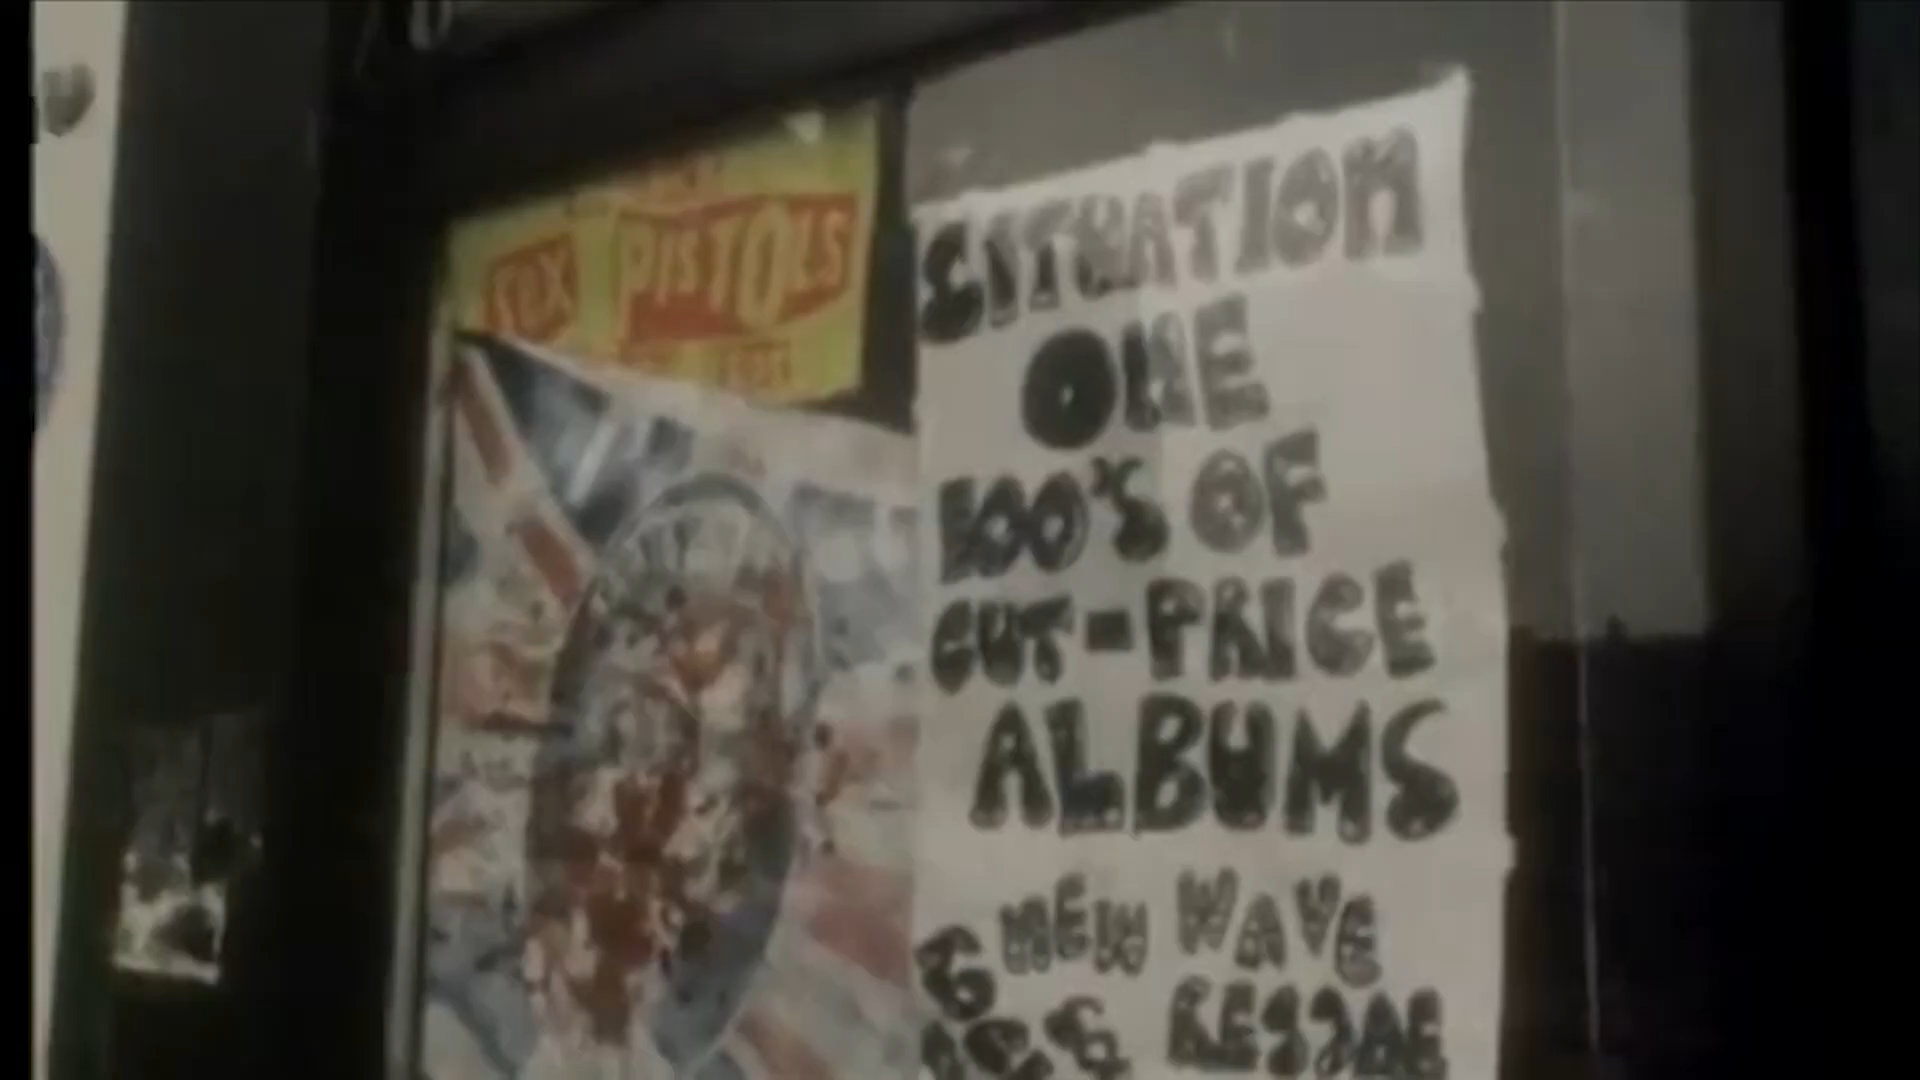 SEX PISTOLS
SITUATION
ONE
100's OF
CUT-PRICE
ALBUMS
& NEW WAVE
REGGAE